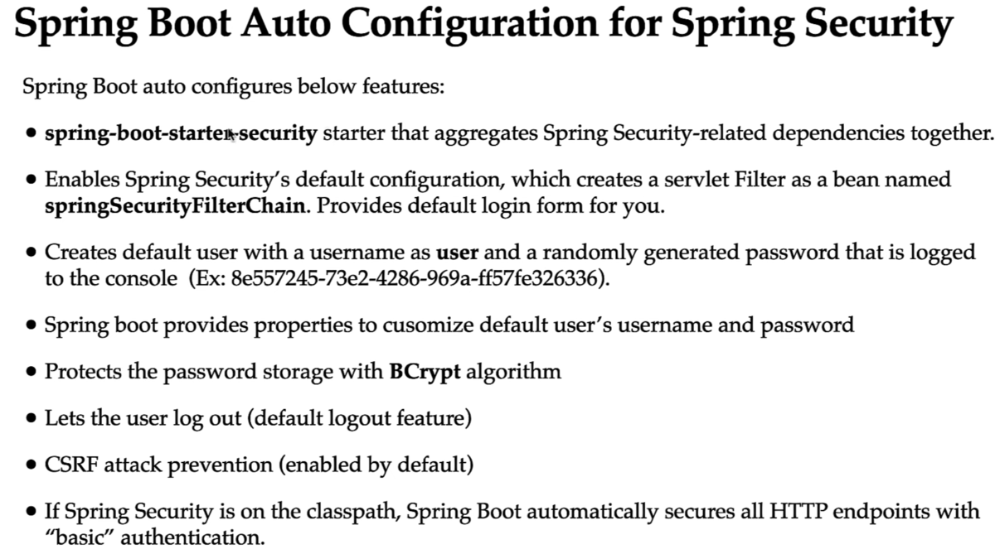 Spring Boot Auto Configuration for Spring Security
Spring Boot auto configures below features:
• spring-boot-starter-security starter that aggregates Spring Security-related dependencies together.
• Enables Spring Security’s default configuration, which creates a servlet Filter as a bean named
springSecurityFilterChain. Provides default login form for you.
• Creates default user with a username as user and a randomly generated password that is logged
to the console (Ex: 8e557245-73e2-4286-969a-ff57fe326336).
• Spring boot provides properties to cusomize default user’s username and password
• Protects the password storage with BCrypt algorithm
• Lets the user log out (default logout feature)
• CSRF attack prevention (enabled by default)
• If Spring Security is on the classpath, Spring Boot automatically secures all HTTP endpoints with
“basic” authentication.